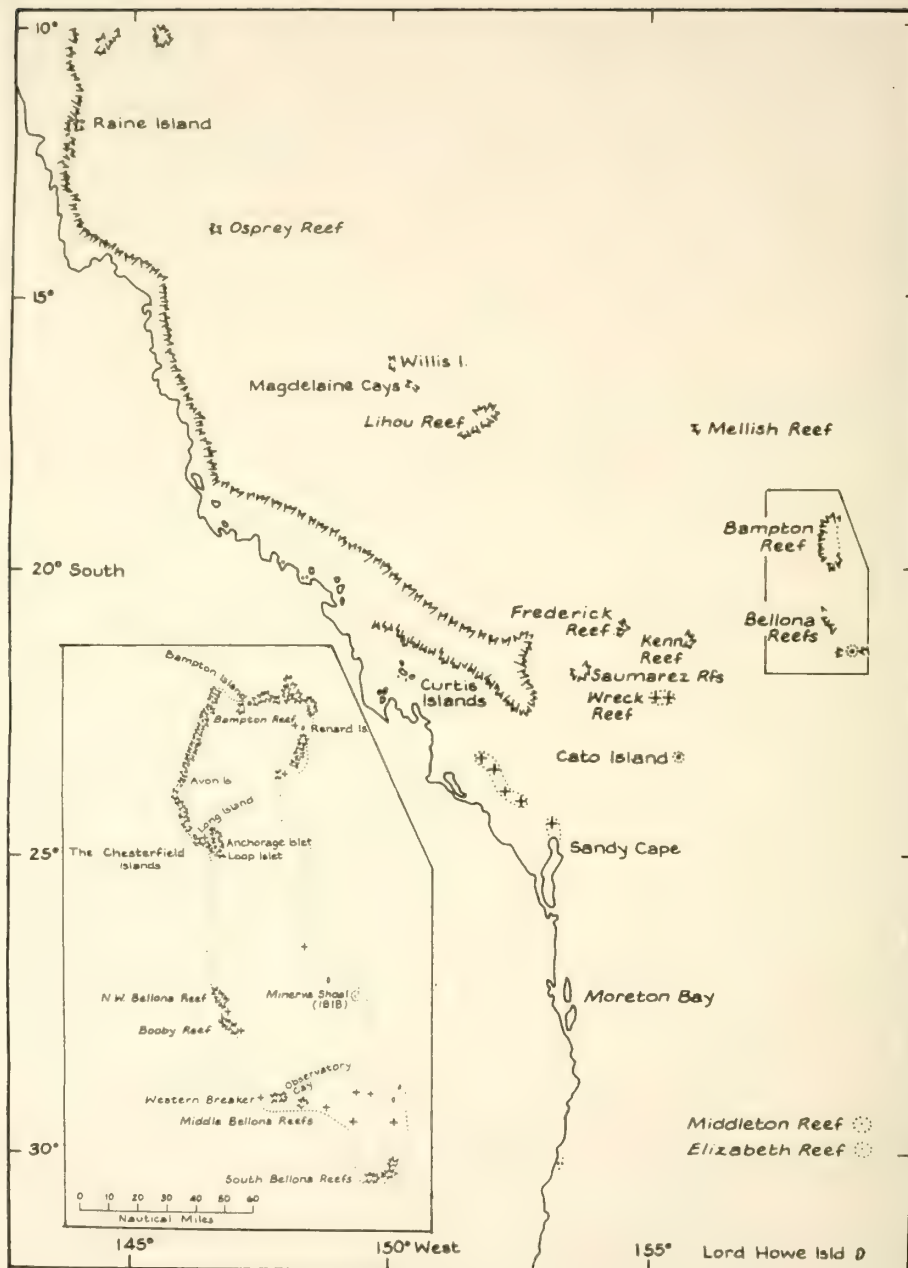 10°
Raine Island
Osprey Reef
15°
Willis I.
Magdelaine Cays
Lihou Reef
Mellish Reef
Bampton
Reef
20° South
Frederick
Reef
Kenn
Reef
Bellona
Reefs
Saumarez Rfs
Curtis
Islands
Wreck
Reef
Cato Island
Bampton Island
Bampton Reef
Renard Is.
Avon Is
Long Island
Anchorage Islet
Loop Islet
The Chesterfield
Islands
25°
Sandy Cape
N.W. Bellona Reef
Minerva Shoal
(1818)
Booby Reef
Moreton Bay
Observatory
Cay
Western Breaker
Middle Bellona Reefs
Middleton Reef
Elizabeth Reef
30°
South Bellona Reefs
0 10 20 30 40 50 60
Nautical Miles
145°
150° West
155°
Lord Howe Isld